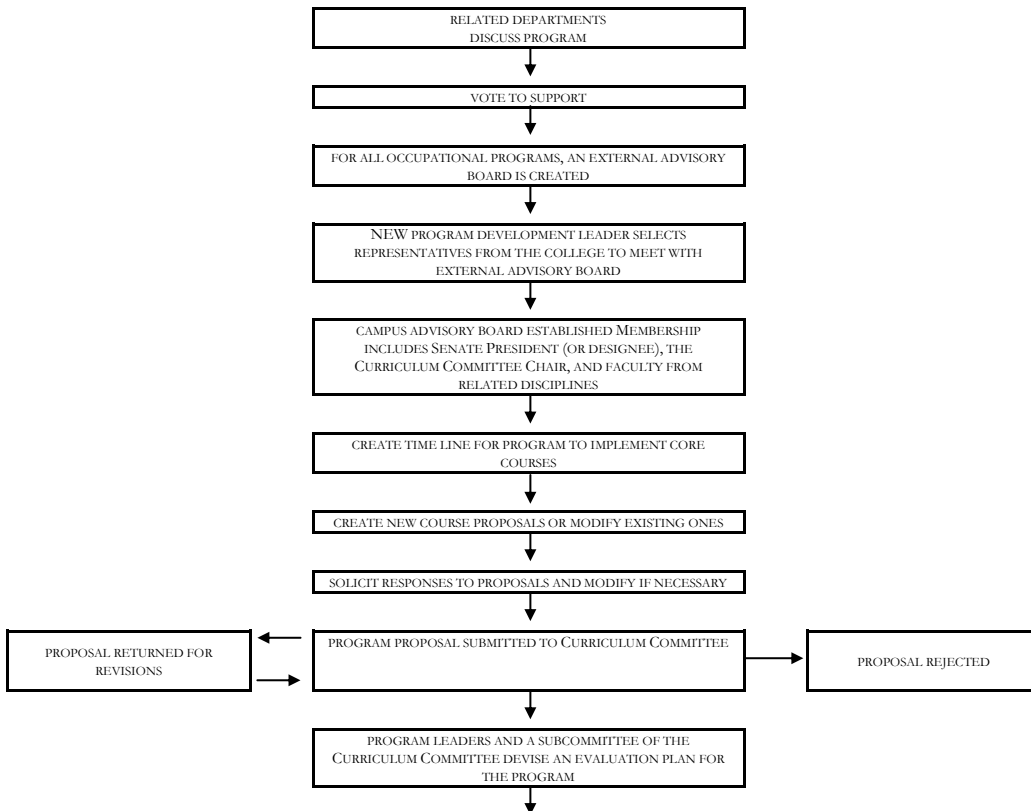 RELATED DEPARTMENTS
DISCUSS PROGRAM
VOTE TO SUPPORT
FOR ALL OCCUPATIONAL PROGRAMS, AN EXTERNAL ADVISORY
BOARD IS CREATED
NEW PROGRAM DEVELOPMENT LEADER SELECTS
REPRESENTATIVES FROM THE COLLEGE TO MEET WITH
EXTERNAL ADVISORY BOARD
CAMPUS ADVISORY BOARD ESTABLISHED MEMBERSHIP
INCLUDES SENATE PRESIDENT (OR DESIGNEE), THE
CURRICULUM COMMITTEE CHAIR, AND FACULTY FROM
RELATED DISCIPLINES
CREATE TIME LINE FOR PROGRAM TO IMPLEMENT CORE
COURSES
CREATE NEW COURSE PROPOSALS OR MODIFY EXISTING ONES
SOLICIT RESPONSES TO PROPOSALS AND MODIFY IF NECESSARY
PROPOSAL RETURNED FOR
REVISIONS
PROGRAM PROPOSAL SUBMITTED TO CURRICULUM COMMITTEE
PROPOSAL REJECTED
PROGRAM LEADERS AND A SUBCOMMITTEE OF THE
CURRICULUM COMMITTEE DEVISE AN EVALUATION PLAN FOR
THE PROGRAM